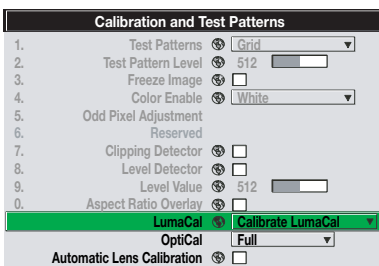 Calibration and Test Patterns
1. Test Patterns Grid
2. Test Pattern Level 512
3. Freeze Image
4. Color Enable White
5. Odd Pixel Adjustment
6. Reserved
7. Clipping Detector
8. Level Detector
9. Level Value 512
0. Aspect Ratio Overlay
LumaCal Calibrate LumaCal
OptiCal Full
Automatic Lens Calibration